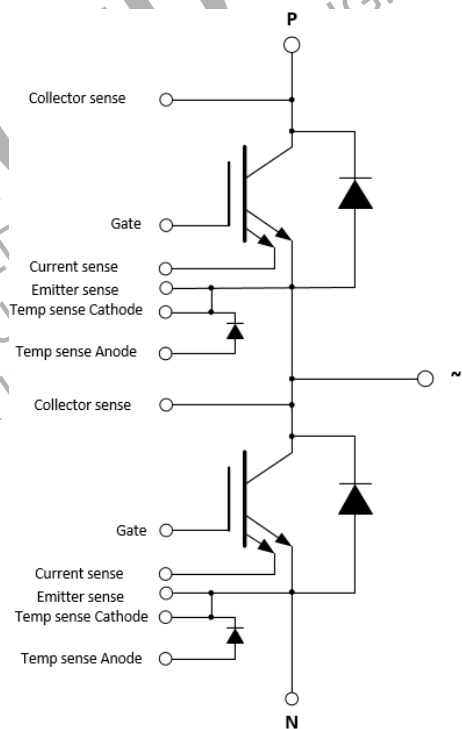 P
Collector sense
Gate
Current sense
Emitter sense
Temp sense Cathode
Temp sense Anode
~
Collector sense
Gate
Current sense
Emitter sense
Temp sense Cathode
Temp sense Anode
N